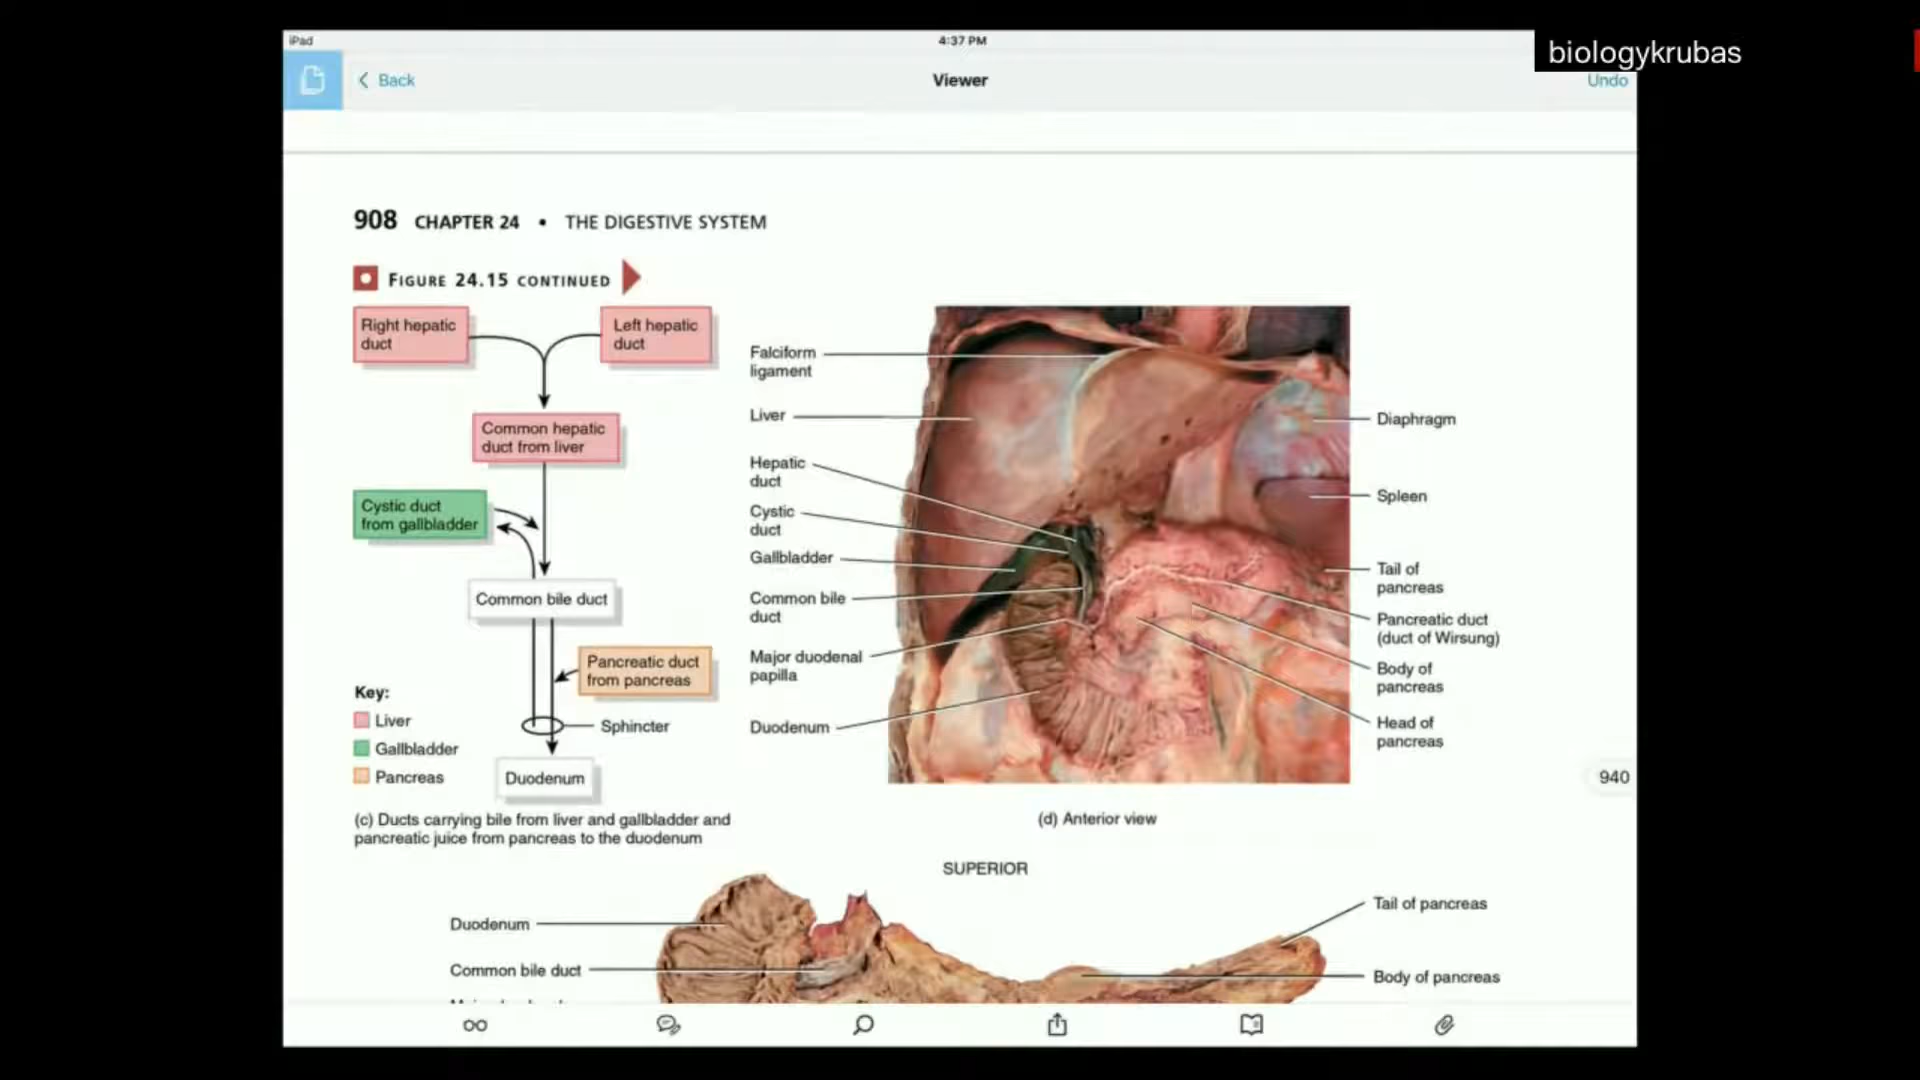 iPad
4:37 PM
biologykrubas
Back
Viewer
Undo
908 CHAPTER 24 • THE DIGESTIVE SYSTEM
FIGURE 24.15 CONTINUED
Right hepatic
duct
Left hepatic
duct
Common hepatic
duct from liver
Cystic duct
from gallbladder
Common bile duct
Pancreatic duct
from pancreas
Sphincter
Duodenum
Key:
Liver
Gallbladder
Pancreas
(c) Ducts carrying bile from liver and gallbladder and
pancreatic juice from pancreas to the duodenum
Falciform
ligament
Liver
Hepatic
duct
Cystic
duct
Gallbladder
Common bile
duct
Major duodenal
papilla
Duodenum
Diaphragm
Spleen
Tail of
pancreas
Pancreatic duct
(duct of Wirsung)
Body of
pancreas
Head of
pancreas
(d) Anterior view
940
SUPERIOR
Duodenum
Common bile duct
Tail of pancreas
Body of pancreas